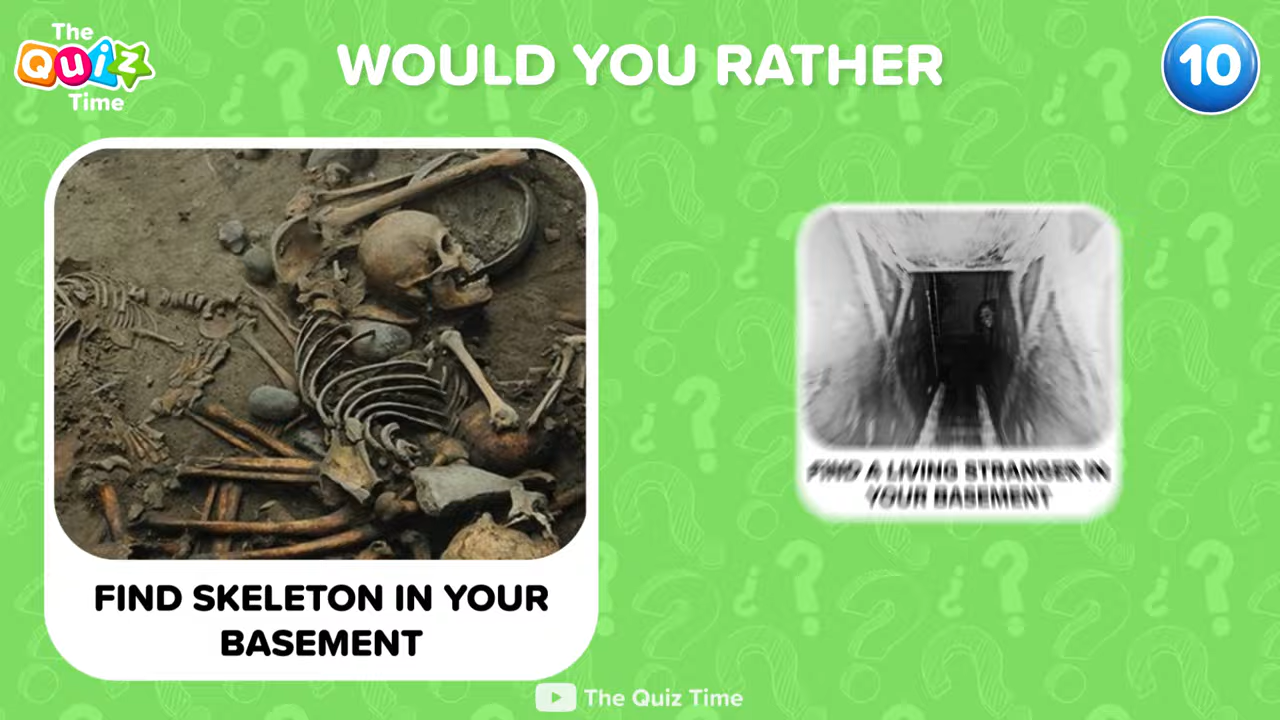 The
Quiz
Time
WOULD YOU RATHER
10
FIND SKELETON IN YOUR
BASEMENT
FIND A LIVING STRANGER IN
YOUR BASEMENT
The Quiz Time